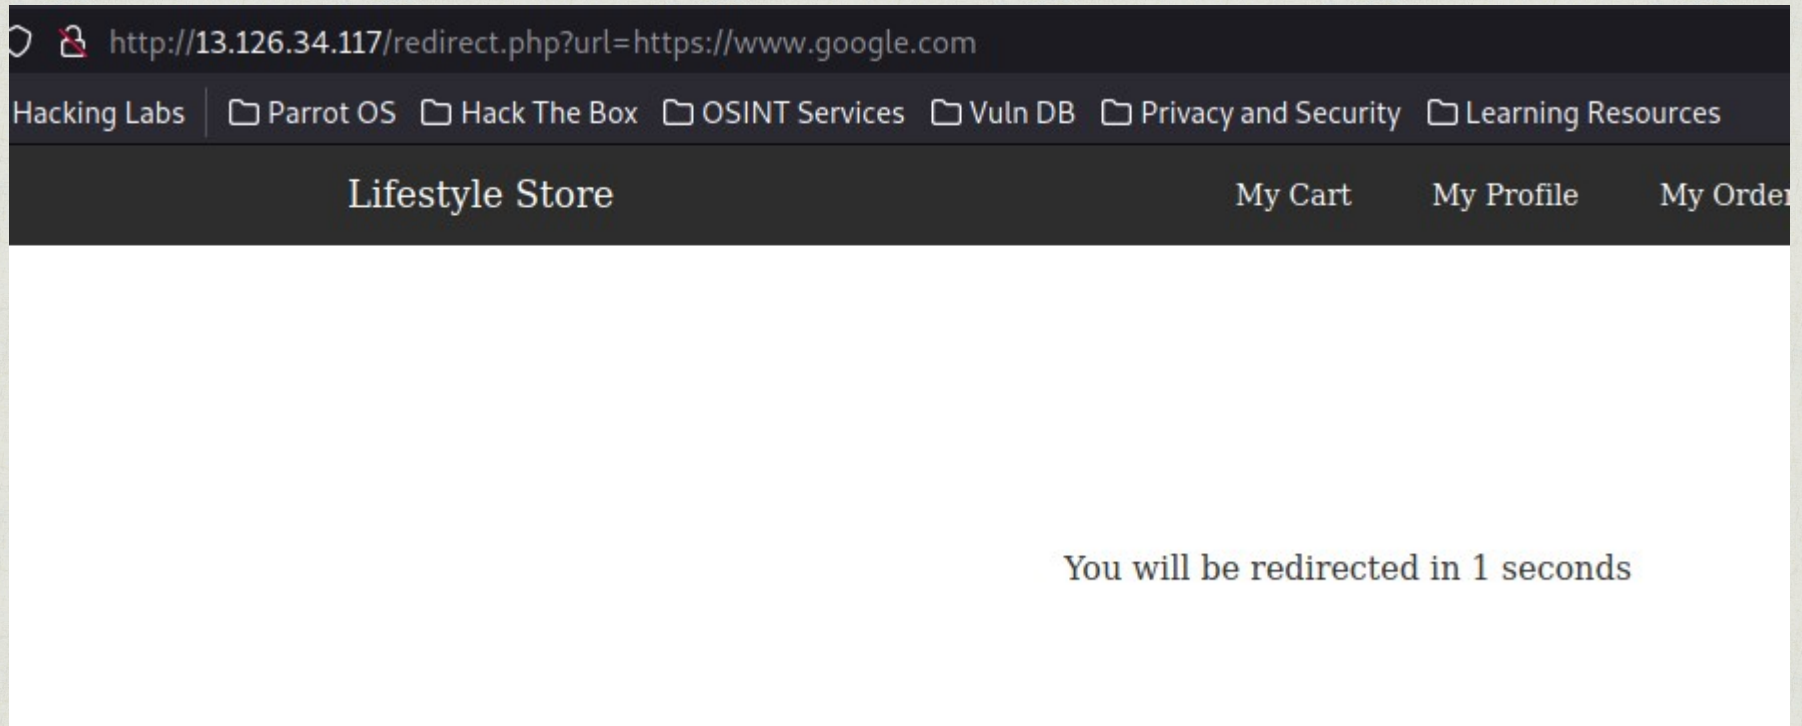 http://13.126.34.117/redirect.php?url=https://www.google.com
Hacking Labs Parrot OS Hack The Box OSINT Services Vuln DB Privacy and Security Learning Resources
Lifestyle Store My Cart My Profile My Order
You will be redirected in 1 seconds